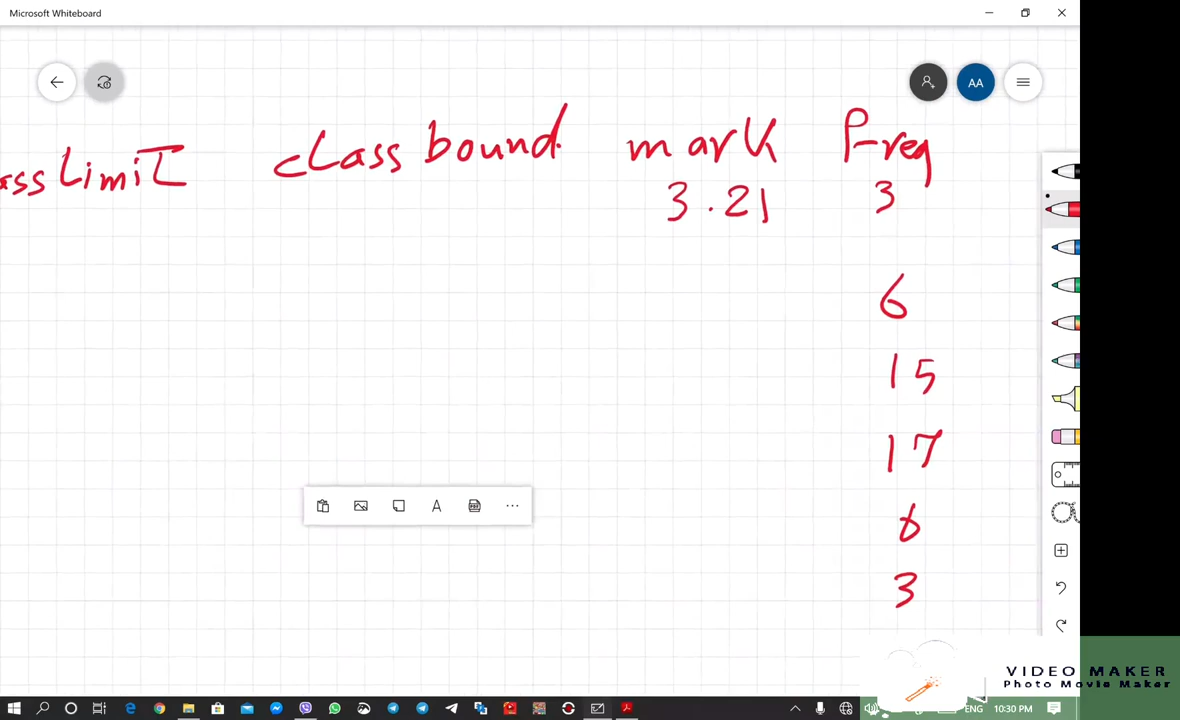 Microsoft Whiteboard
AA
ass LimiT class bound. mark Freq
3.21 3
6
15
17
6
3
VIDEO MAKER
Photo Movie Maker
ENG 10:30 PM